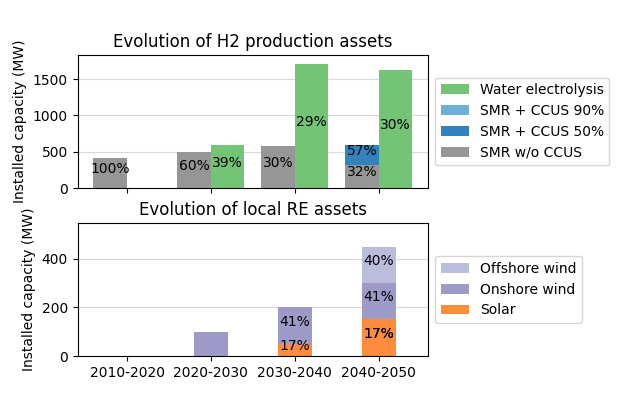 Evolution of H2 production assets
Installed capacity (MW)
1500
1000
500
0
100%
60%
39%
30%
29%
57%
32%
30%
Water electrolysis
SMR + CCUS 90%
SMR + CCUS 50%
SMR w/o CCUS
Evolution of local RE assets
Installed capacity (MW)
400
200
0
41%
17%
40%
41%
17%
Offshore wind
Onshore wind
Solar
2010-2020
2020-2030
2030-2040
2040-2050